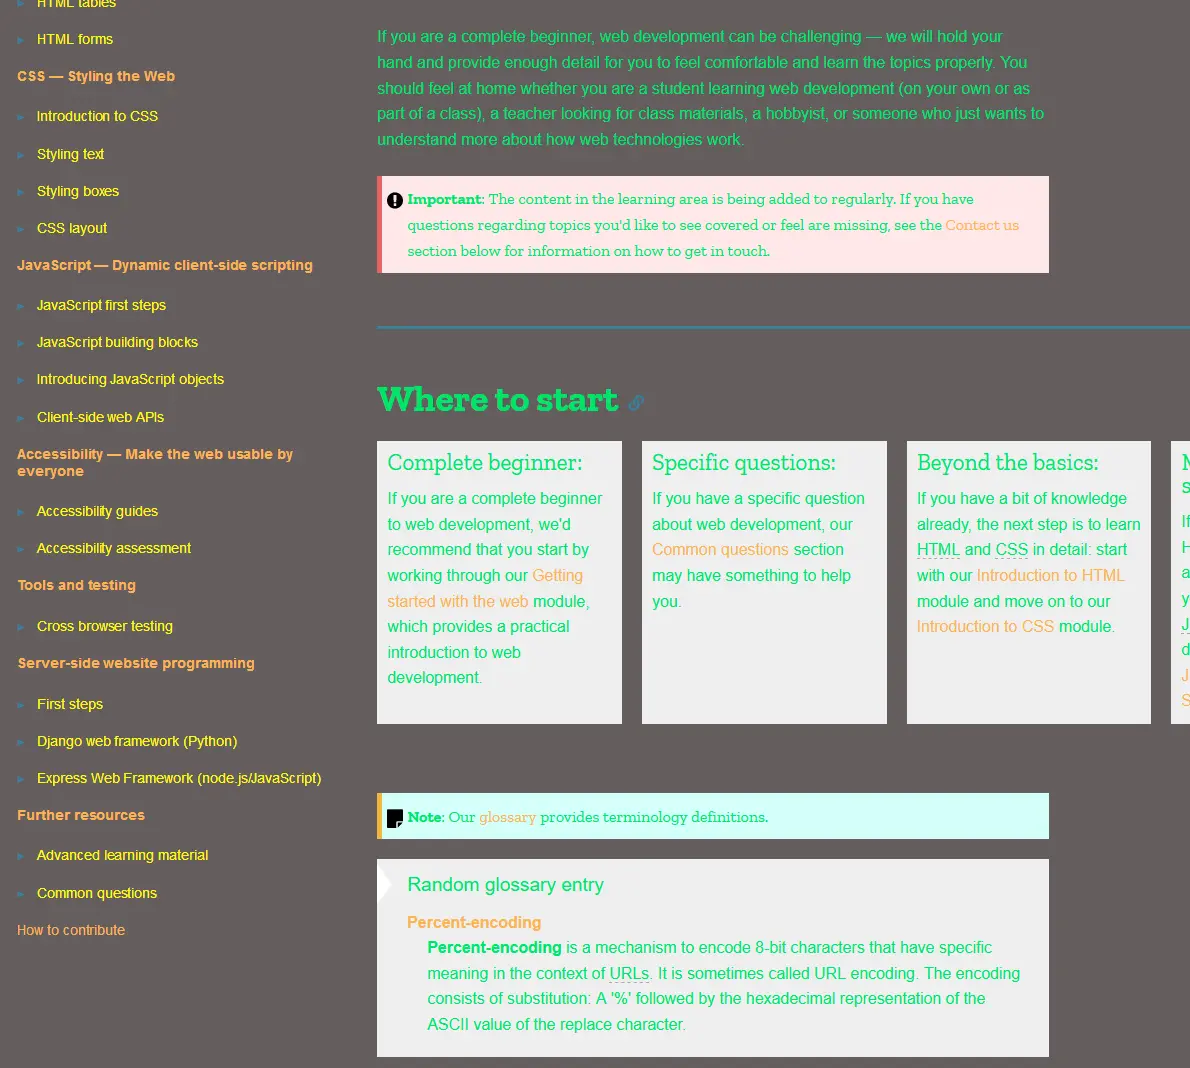 HTML tables
HTML forms
CSS — Styling the Web
Introduction to CSS
Styling text
Styling boxes
CSS layout
JavaScript — Dynamic client-side scripting
JavaScript first steps
JavaScript building blocks
Introducing JavaScript objects
Client-side web APIs
Accessibility — Make the web usable by
everyone
Accessibility guides
Accessibility assessment
Tools and testing
Cross browser testing
Server-side website programming
First steps
Django web framework (Python)
Express Web Framework (node.js/JavaScript)
Further resources
Advanced learning material
Common questions
How to contribute
If you are a complete beginner, web development can be challenging — we will hold your
hand and provide enough detail for you to feel comfortable and learn the topics properly. You
should feel at home whether you are a student learning web development (on your own or as
part of a class), a teacher looking for class materials, a hobbyist, or someone who just wants to
understand more about how web technologies work.
Important: The content in the learning area is being added to regularly. If you have
questions regarding topics you'd like to see covered or feel are missing, see the Contact us
section below for information on how to get in touch.
Where to start
Complete beginner:
If you are a complete beginner
to web development, we'd
recommend that you start by
working through our Getting
started with the web module,
which provides a practical
introduction to web
development.
Specific questions:
If you have a specific question
about web development, our
Common questions section
may have something to help
you.
Beyond the basics:
If you have a bit of knowledge
already, the next step is to learn
HTML and CSS in detail: start
with our Introduction to HTML
module and move on to our
Introduction to CSS module.
If
Note: Our glossary provides terminology definitions.
Random glossary entry
Percent-encoding
Percent-encoding is a mechanism to encode 8-bit characters that have specific
meaning in the context of URLs. It is sometimes called URL encoding. The encoding
consists of substitution: A '%' followed by the hexadecimal representation of the
ASCII value of the replace character.